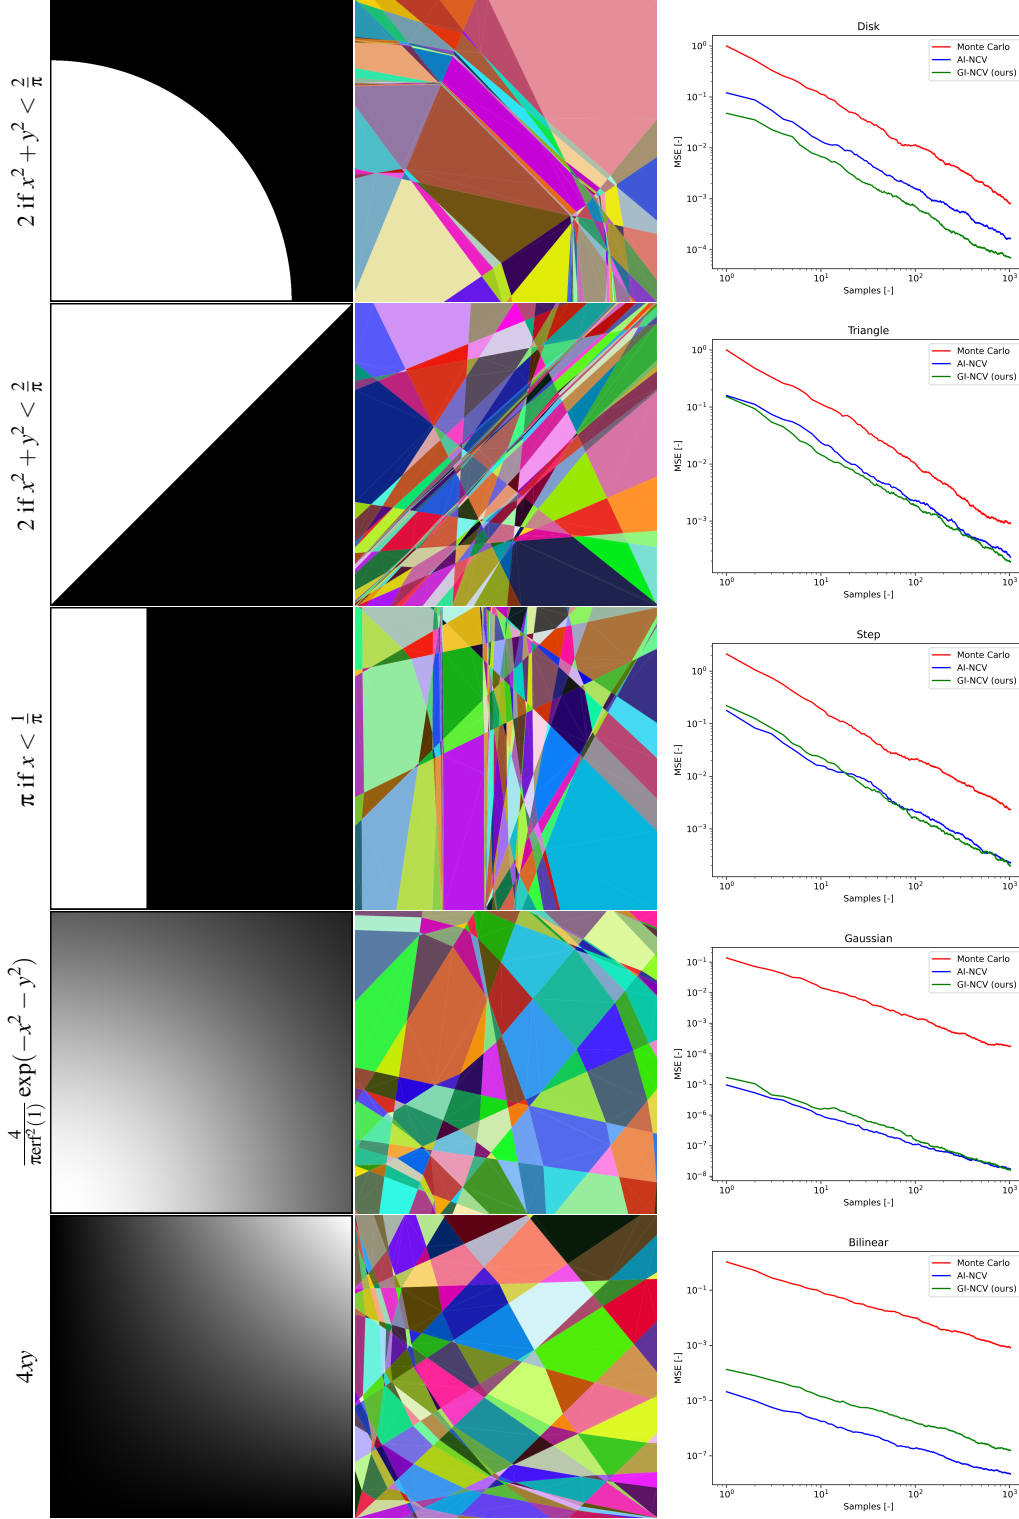 2 if x² + y² < 2/π
Disk
MSE [-]
10⁰
10⁻¹
10⁻²
10⁻³
10⁻⁴
Monte Carlo
AI-NCV
GI-NCV (ours)
10⁰ 10¹ 10² 10³
Samples [-]
2 if x² + y² < 2/π
Triangle
MSE [-]
10⁰
10⁻¹
10⁻²
10⁻³
Monte Carlo
AI-NCV
GI-NCV (ours)
10⁰ 10¹ 10² 10³
Samples [-]
π if x < 1/π
Step
MSE [-]
10⁰
10⁻¹
10⁻²
10⁻³
Monte Carlo
AI-NCV
GI-NCV (ours)
10⁰ 10¹ 10² 10³
Samples [-]
4/(πerf²(1)) exp(−x² − y²)
Gaussian
MSE [-]
10⁻¹
10⁻²
10⁻³
10⁻⁴
10⁻⁵
10⁻⁶
10⁻⁷
10⁻⁸
Monte Carlo
AI-NCV
GI-NCV (ours)
10⁰ 10¹ 10² 10³
Samples [-]
4xy
Bilinear
MSE [-]
10⁻¹
10⁻³
10⁻⁵
10⁻⁷
Monte Carlo
AI-NCV
GI-NCV (ours)
10⁰ 10¹ 10² 10³
Samples [-]